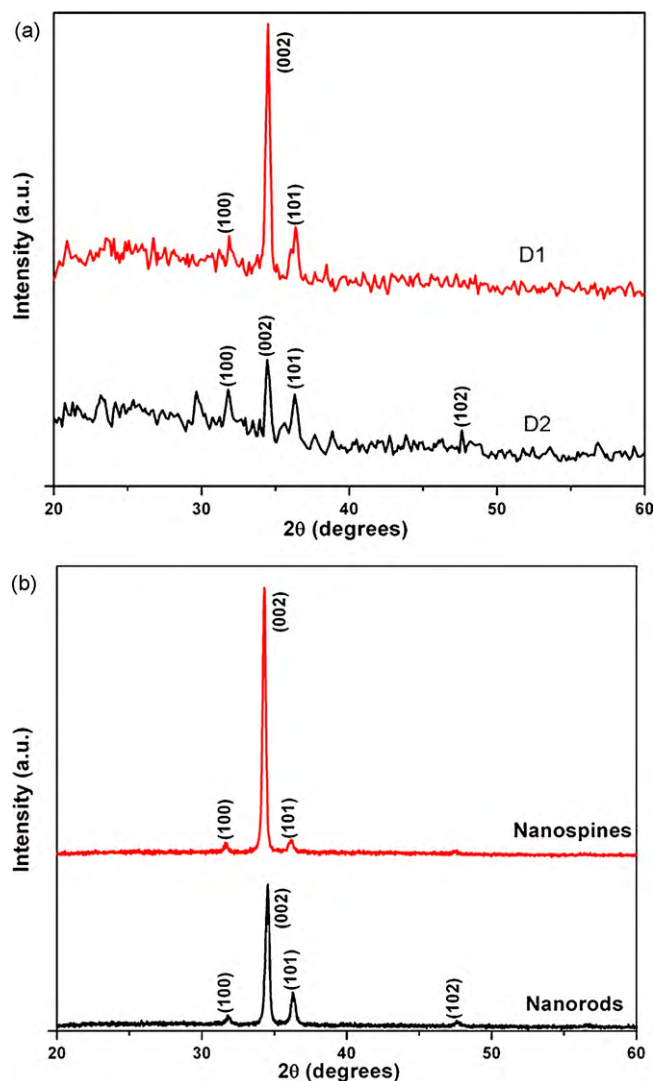 (a)
(002)
(100)
(101)
D1
(100)
(002)
(101)
(102)
D2
Intensity (a.u.)
20 30 40 50 60
2θ (degrees)
(b)
(002)
(100)
(101)
Nanospines
(002)
(100)
(101)
(102)
Nanorods
Intensity (a.u.)
20 30 40 50 60
2θ (degrees)